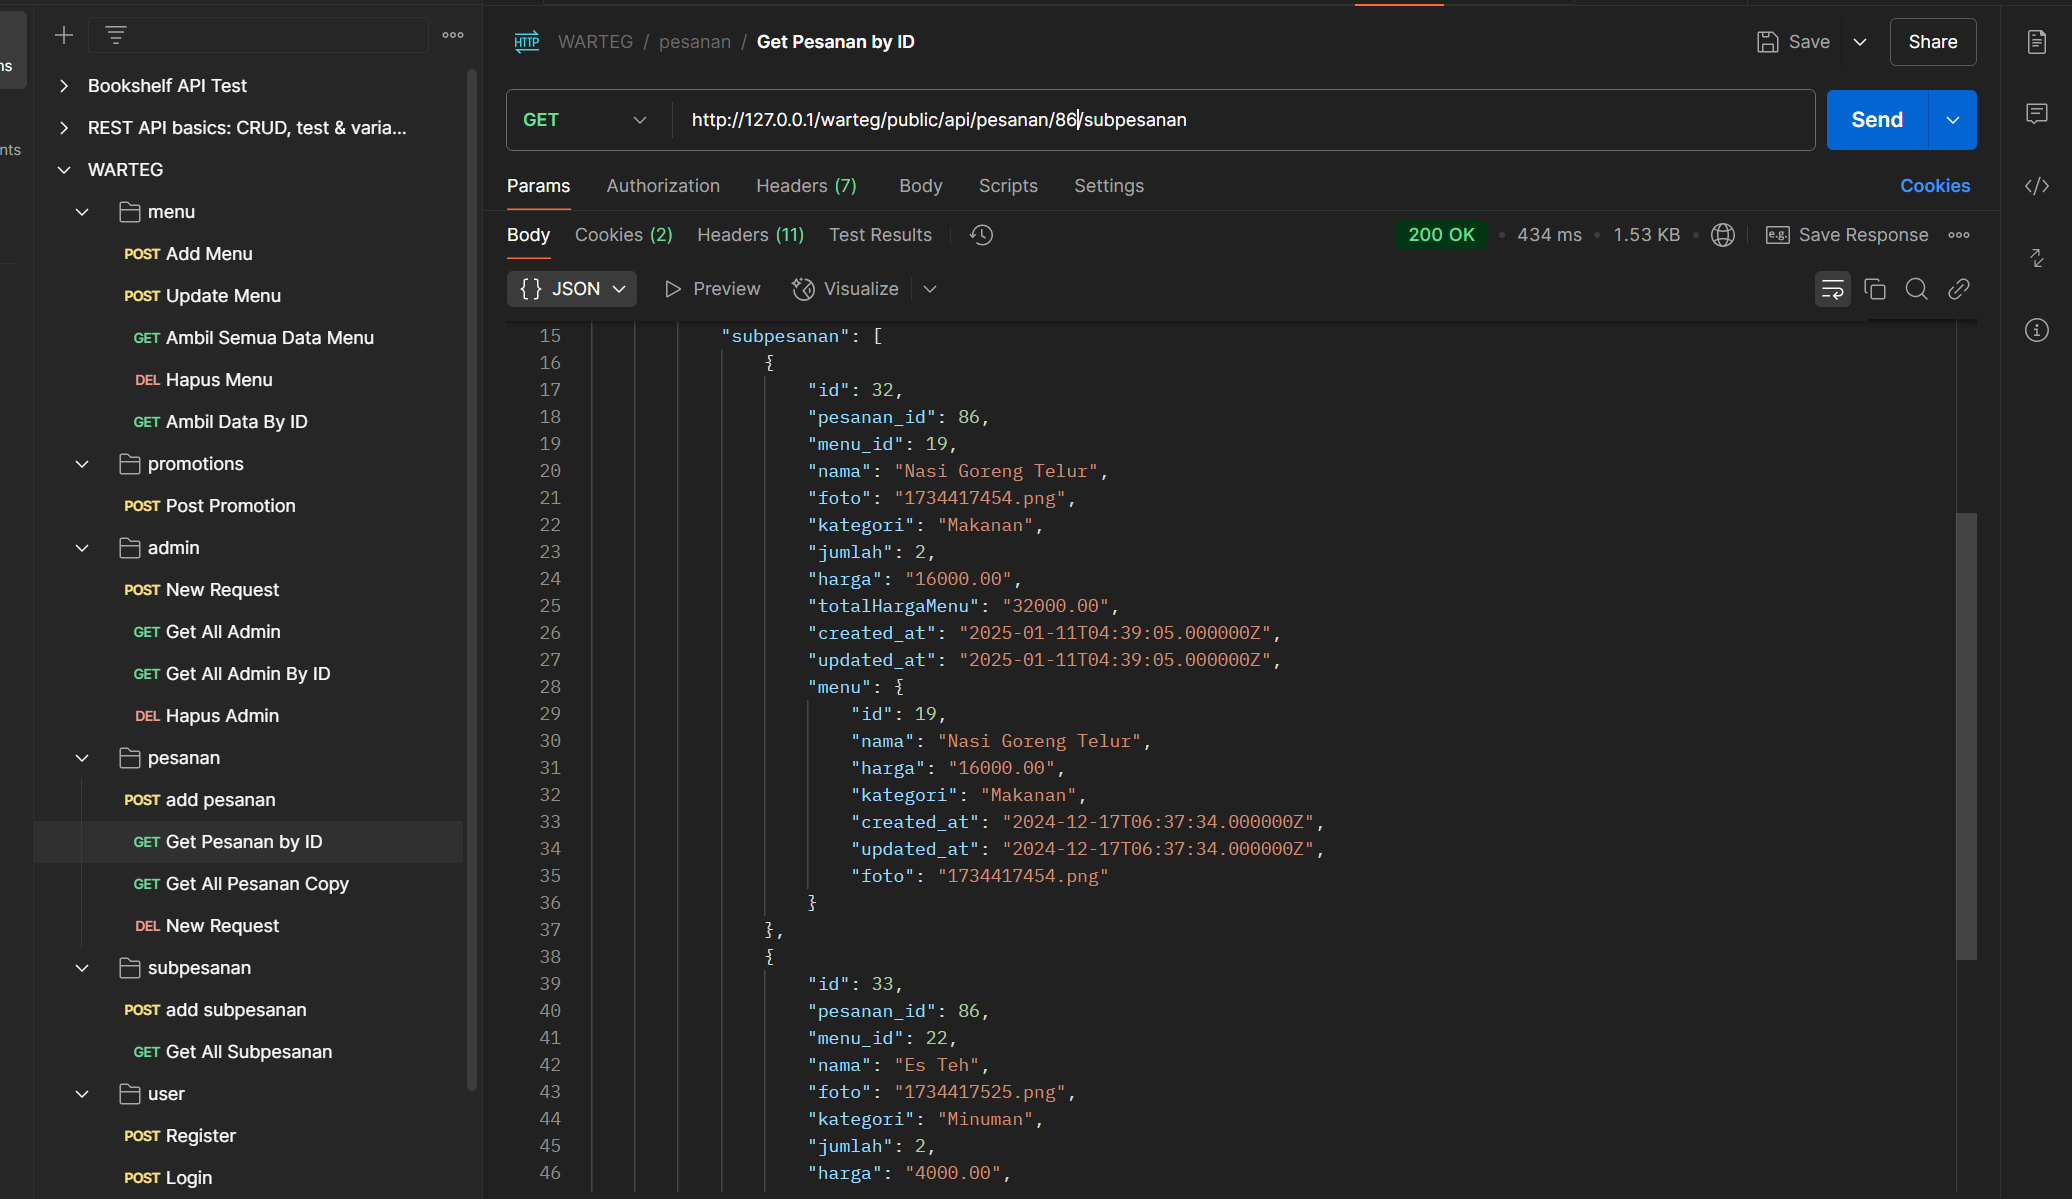 ns
nts
Bookshelf API Test
REST API basics: CRUD, test & varia...
WARTEG
menu
POST Add Menu
POST Update Menu
GET Ambil Semua Data Menu
DEL Hapus Menu
GET Ambil Data By ID
promotions
POST Post Promotion
admin
POST New Request
GET Get All Admin
GET Get All Admin By ID
DEL Hapus Admin
pesanan
POST add pesanan
GET Get Pesanan by ID
GET Get All Pesanan Copy
DEL New Request
subpesanan
POST add subpesanan
GET Get All Subpesanan
user
POST Register
POST Login
HTTP WARTEG / pesanan / Get Pesanan by ID
Save
Share
GET http://127.0.0.1/warteg/public/api/pesanan/86/subpesanan
Send
Params Authorization Headers (7) Body Scripts Settings Cookies
Body Cookies (2) Headers (11) Test Results 200 OK • 434 ms • 1.53 KB • e.g. Save Response
{} JSON Preview Visualize
15 "subpesanan": [
16 {
17 "id": 32,
18 "pesanan_id": 86,
19 "menu_id": 19,
20 "nama": "Nasi Goreng Telur",
21 "foto": "1734417454.png",
22 "kategori": "Makanan",
23 "jumlah": 2,
24 "harga": "16000.00",
25 "totalHargaMenu": "32000.00",
26 "created_at": "2025-01-11T04:39:05.000000Z",
27 "updated_at": "2025-01-11T04:39:05.000000Z",
28 "menu": {
29 "id": 19,
30 "nama": "Nasi Goreng Telur",
31 "harga": "16000.00",
32 "kategori": "Makanan",
33 "created_at": "2024-12-17T06:37:34.000000Z",
34 "updated_at": "2024-12-17T06:37:34.000000Z",
35 "foto": "1734417454.png"
36 }
37 },
38 {
39 "id": 33,
40 "pesanan_id": 86,
41 "menu_id": 22,
42 "nama": "Es Teh",
43 "foto": "1734417525.png",
44 "kategori": "Minuman",
45 "jumlah": 2,
46 "harga": "4000.00",